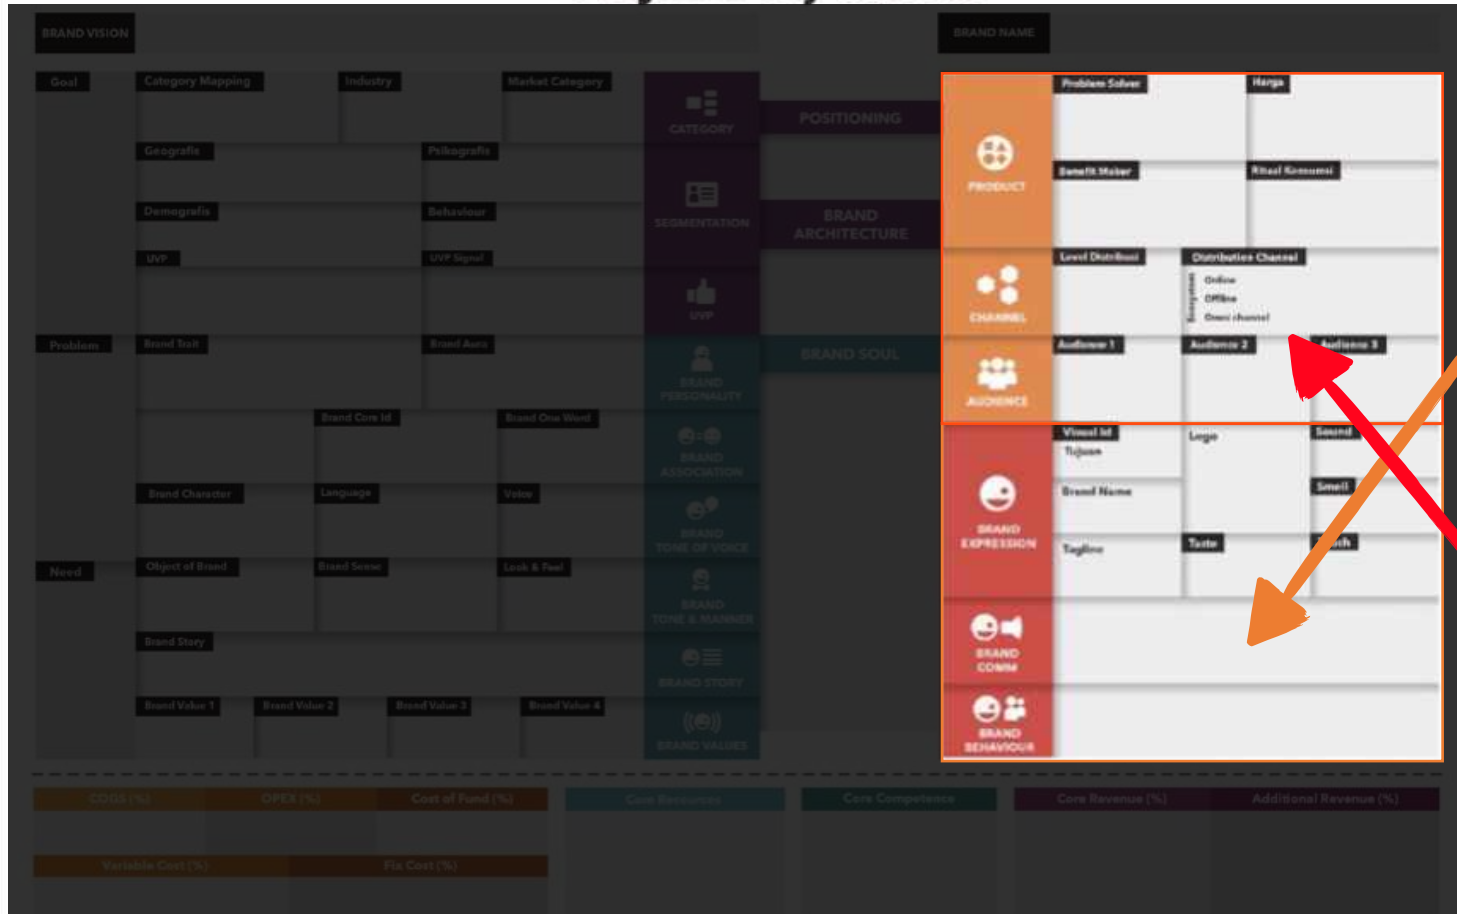 BRAND VISION
BRAND NAME
Goal
Category Mapping
Industry
Market Category
CATEGORY
POSITIONING
Geografis
Psikografis
Demografis
Behaviour
SEGMENTATION
BRAND
ARCHITECTURE
UVP
UVP Signal
UVP
Problem
Brand Trait
Brand Aura
BRAND
PERSONALITY
BRAND SOUL
Brand Core Id
Brand One Word
BRAND
ASSOCIATION
Brand Character
Language
Voice
BRAND
TONE OF VOICE
Need
Object of Brand
Brand Sense
Look & Feel
BRAND
TONE & MANNER
Brand Story
BRAND STORY
Brand Value 1
Brand Value 2
Brand Value 3
Brand Value 4
BRAND VALUES
Problem Solver
Harga
PRODUCT
Benefit Maker
Ritual Konsumsi
Level Distribusi
Distribution Channel
Ecosystem
Online
Offline
Omni channel
CHANNEL
Audience 1
Audience 2
Audience 3
AUDIENCE
Visual Id
Tujuan
Logo
Sound
Brand Name
Smell
BRAND
EXPRESSION
Tagline
Taste
BRAND
COMM
BRAND
BEHAVIOUR
COGS (%)
OPEX (%)
Cost of Fund (%)
Core Resources
Core Competence
Core Revenue (%)
Additional Revenue (%)
Variable Cost (%)
Fix Cost (%)